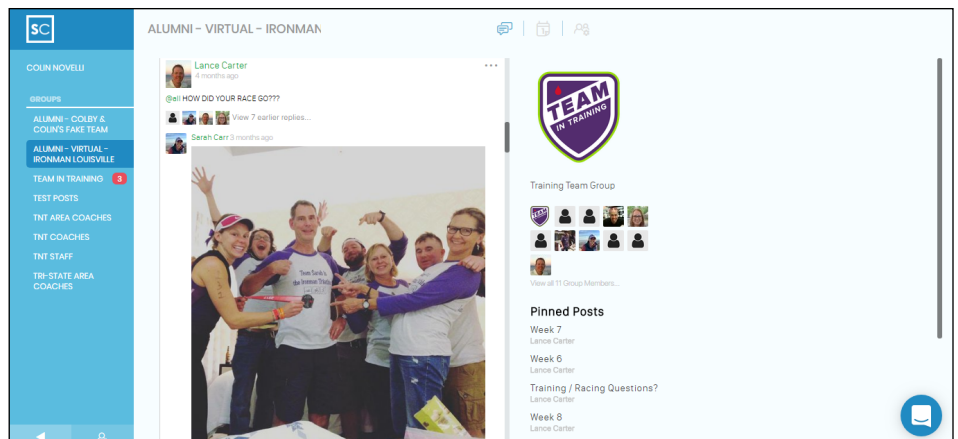 SC
ALUMNI – VIRTUAL – IRONMAN
COLIN NOVELLI
GROUPS
ALUMNI – COLBY &
COLIN'S FAKE TEAM
ALUMNI – VIRTUAL –
IRONMAN LOUISVILLE
TEAM IN TRAINING 3
TEST POSTS
TNT AREA COACHES
TNT COACHES
TNT STAFF
TRI-STATE AREA
COACHES
Lance Carter
4 months ago
@all HOW DID YOUR RACE GO???
View 7 earlier replies...
Sarah Carr 3 months ago
Team Sarah's
TEAM
IN TRAINING
Training Team Group
TEAM
View all 11 Group Members...
Pinned Posts
Week 7
Lance Carter
Week 6
Lance Carter
Training / Racing Questions?
Lance Carter
Week 8
Lance Carter